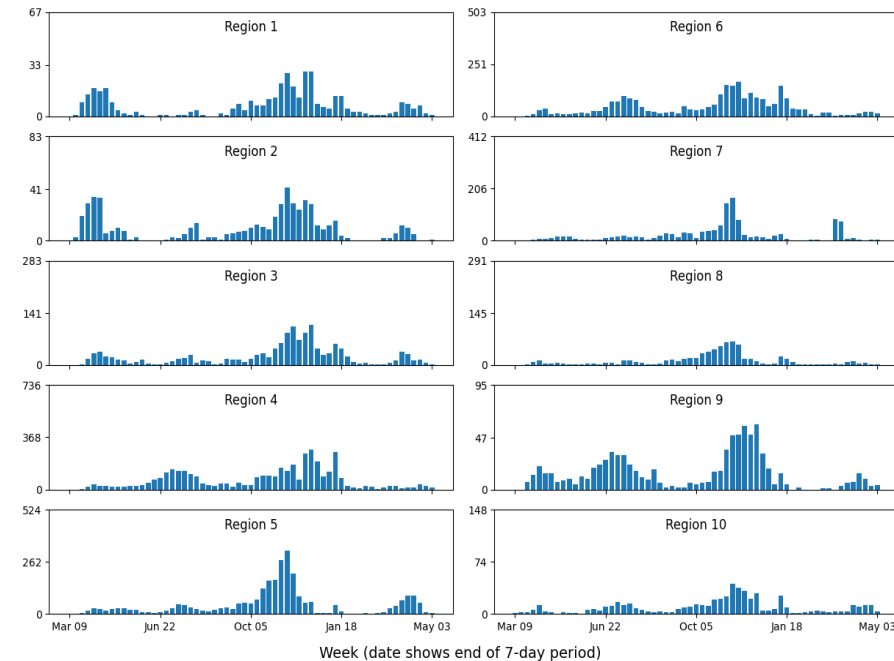 67
33
0
Region 1
503
251
0
Region 6
83
41
0
Region 2
412
206
0
Region 7
283
141
0
Region 3
291
145
0
Region 8
736
368
0
Region 4
95
47
0
Region 9
524
262
0
Region 5
148
74
0
Region 10
Mar 09 Jun 22 Oct 05 Jan 18 May 03
Mar 09 Jun 22 Oct 05 Jan 18 May 03
Week (date shows end of 7-day period)